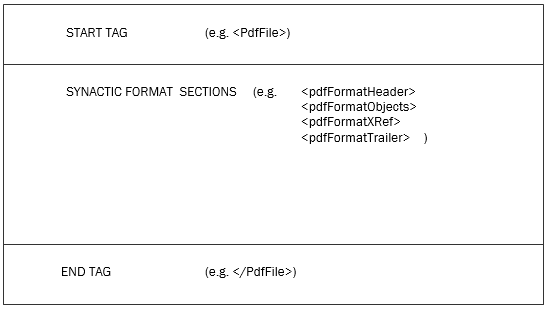 START TAG (e.g. <PdfFile>)
SYNACTIC FORMAT SECTIONS (e.g. <pdfFormatHeader>
<pdfFormatObjects>
<pdfFormatXRef>
<pdfFormatTrailer> )
END TAG (e.g. </PdfFile>)